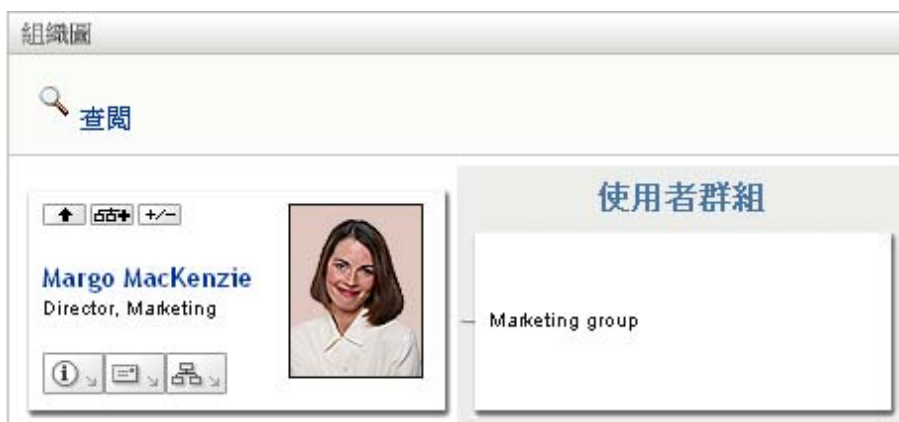 組織圖
查閱
使用者群組
+/-
Margo MacKenzie
Director, Marketing
Marketing group